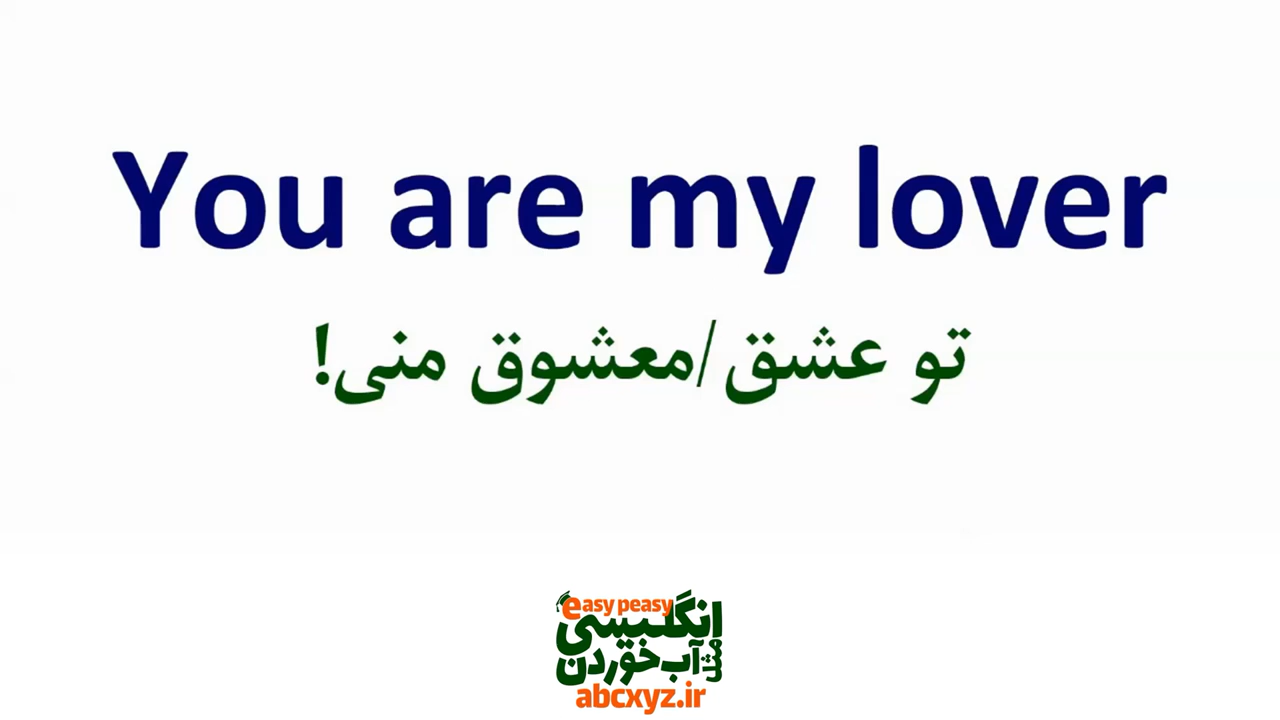 You are my lover
تو عشق/معشوق منی!
easy peasy
انگلیسی
مثل آب خوردن
abcxyz.ir